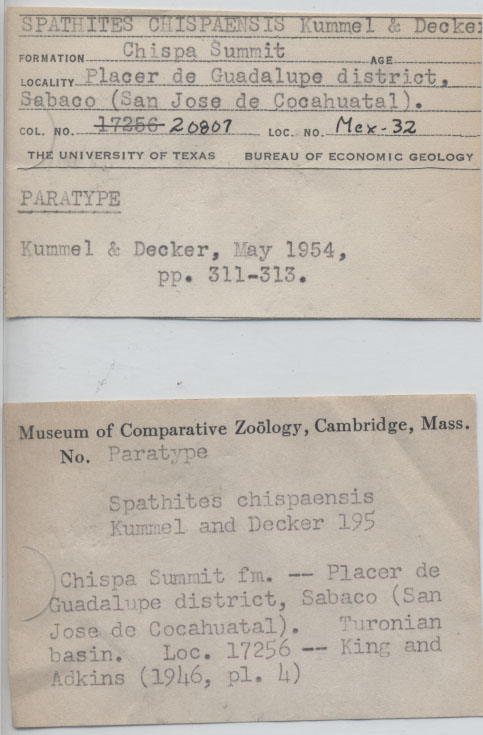 SPATHITES CHISPAENSIS Kummel & Decker
FORMATION Chispa Summit AGE
LOCALITY Placer de Guadalupe district,
Sabaco (San Jose de Cocahuatal).
COL. NO. 17256 20807 LOC. NO. Mex-32
THE UNIVERSITY OF TEXAS BUREAU OF ECONOMIC GEOLOGY
PARATYPE
Kummel & Decker, May 1954,
pp. 311-313.
Museum of Comparative Zoölogy, Cambridge, Mass.
No. Paratype
Spathites chispaensis
Kummel and Decker 195
Chispa Summit fm. -- Placer de
Guadalupe district, Sabaco (San
Jose de Cocahuatal). Turonian
basin. Loc. 17256 -- King and
Adkins (1946, pl. 4)